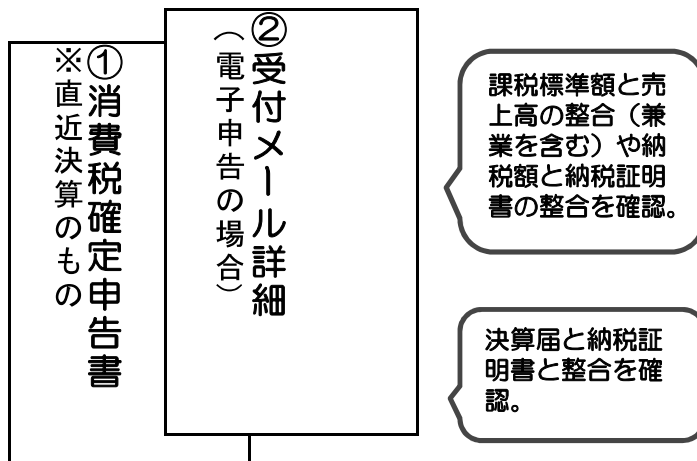 ①消費税確定申告書
※直近決算のもの
②受付メール詳細
（電子申告の場合）
課税標準額と売
上高の整合（兼
業を含む）や納
税額と納税証明
書の整合を確認。
決算届と納税証
明書と整合を確
認。